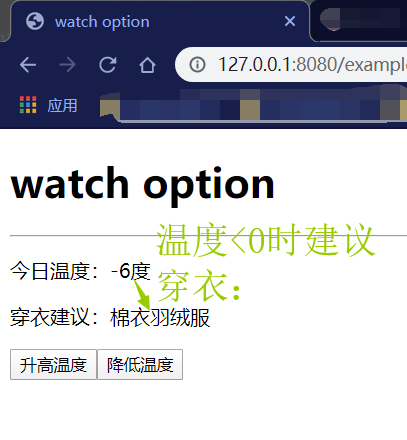 watch option
127.0.0.1:8080/example
应用
watch option
温度<0时建议
穿衣：
今日温度：-6度
穿衣建议：棉衣羽绒服
升高温度 降低温度